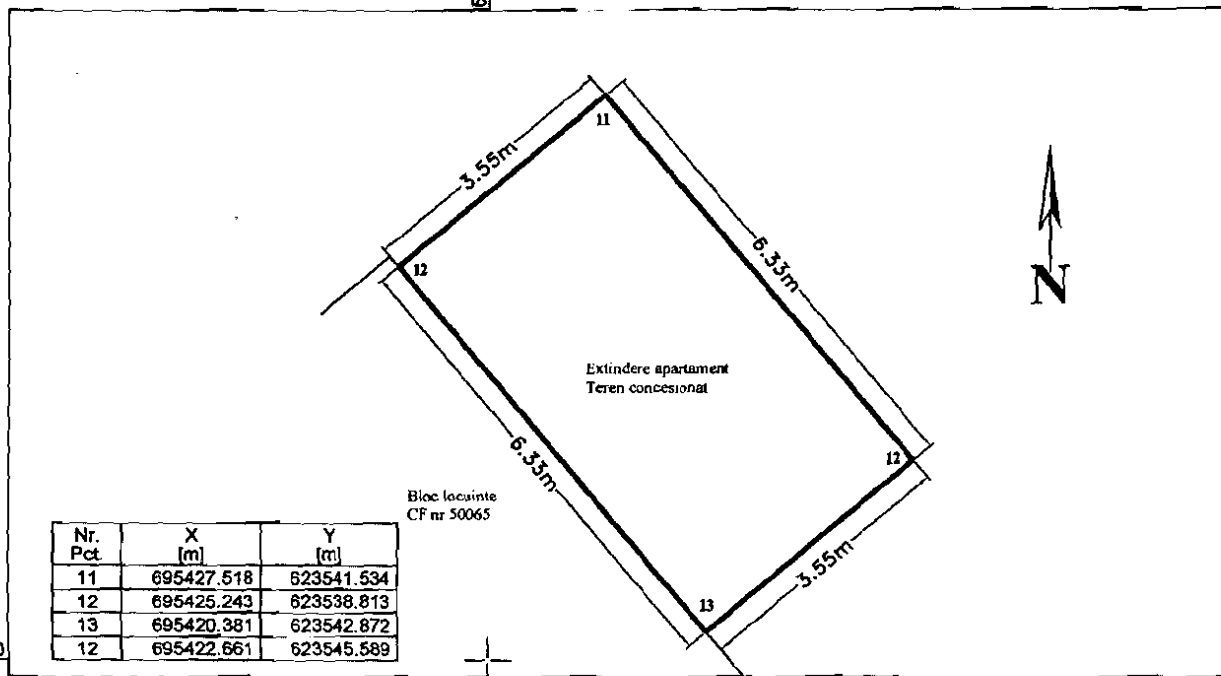 11
3.55m
12
6.33m
N
Extindere apartament
Teren concesionat
6.33m
12
Bloc locuinte
CF nr 50065
3.55m
13
Nr. Pct. X [m] Y [m]
11 695427.518 623541.534
12 695425.243 623538.813
13 695420.381 623542.872
12 695422.661 623545.589